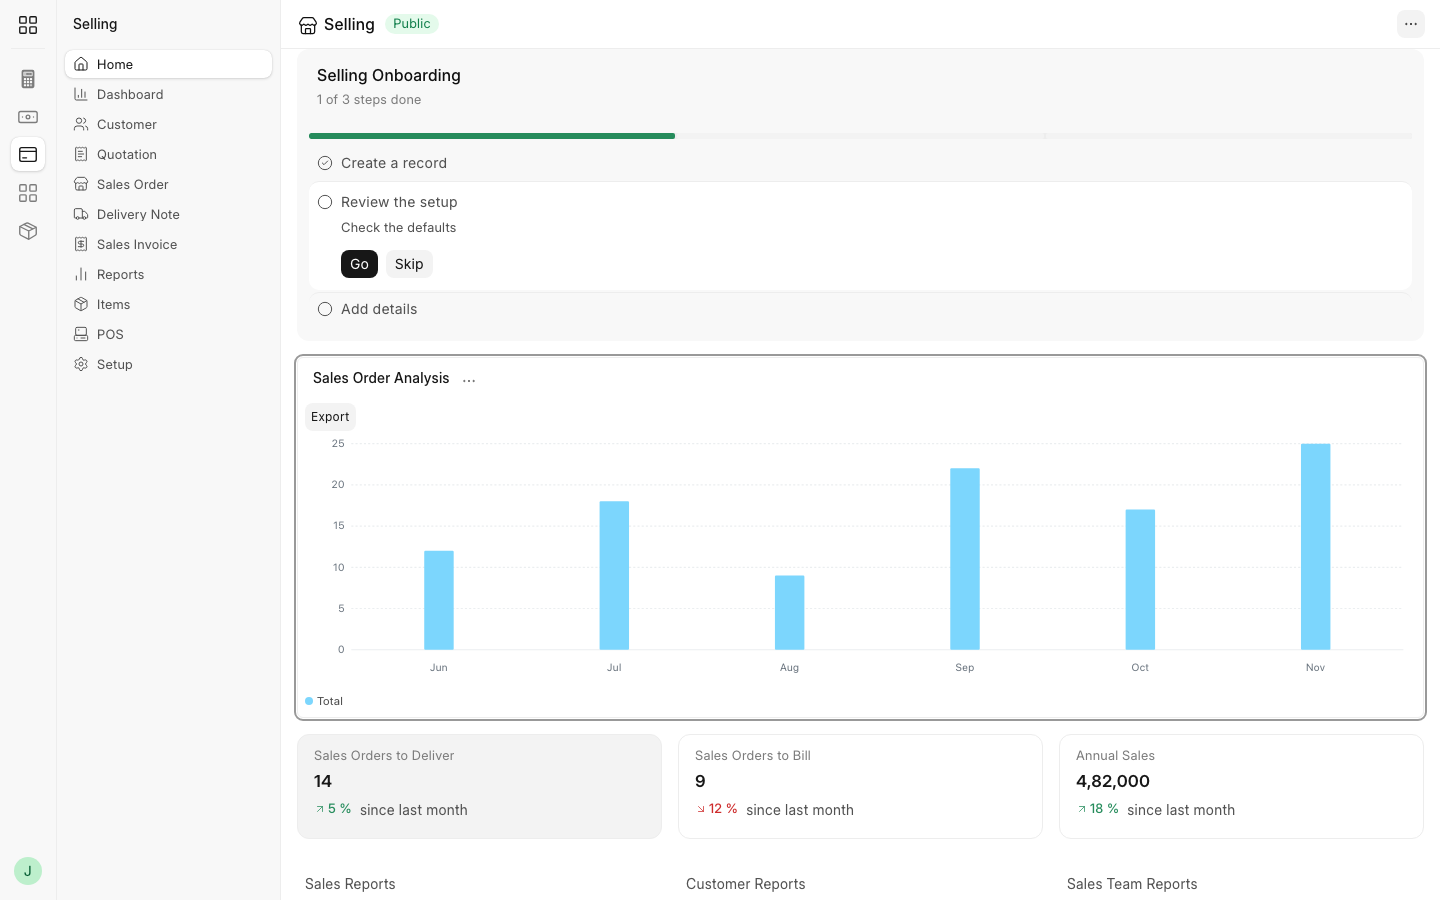 Selling
Home
Dashboard
Customer
Quotation
Sales Order
Delivery Note
Sales Invoice
Reports
Items
POS
Setup
J
Selling
Public
Selling Onboarding
1 of 3 steps done
Create a record
Review the setup
Check the defaults
Go
Skip
Add details
Sales Order Analysis
Export
25
20
15
10
5
0
Jun
Jul
Aug
Sep
Oct
Nov
Total
Sales Orders to Deliver
14
5 % since last month
Sales Orders to Bill
9
12 % since last month
Annual Sales
4,82,000
18 % since last month
Sales Reports
Customer Reports
Sales Team Reports